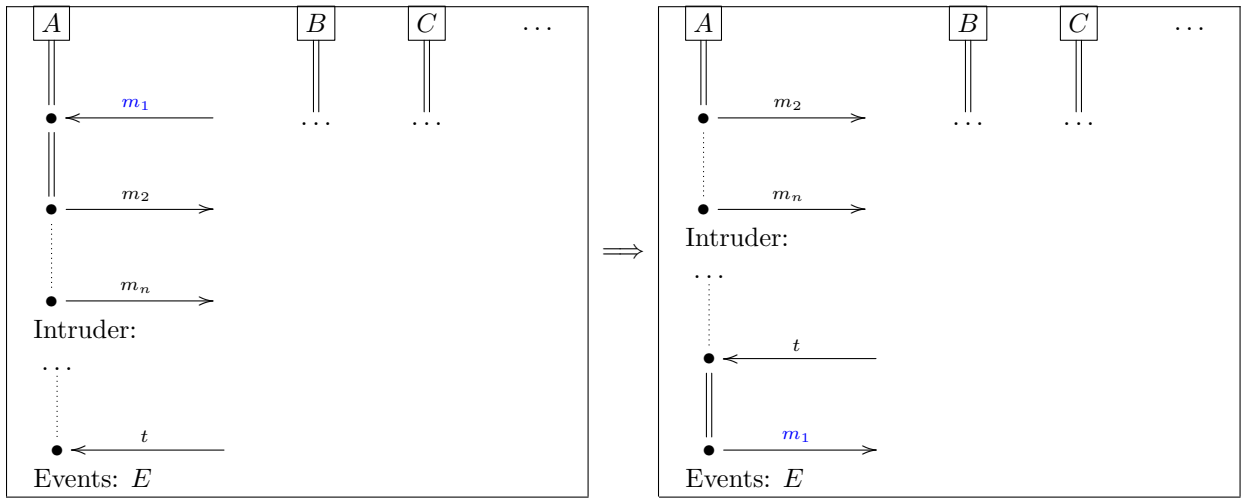 A B C … A B C …
m₁ … … m₂ … …
m₂ mₙ
⟹
Intruder:
mₙ …
Intruder:
… t
t m₁
Events: E Events: E